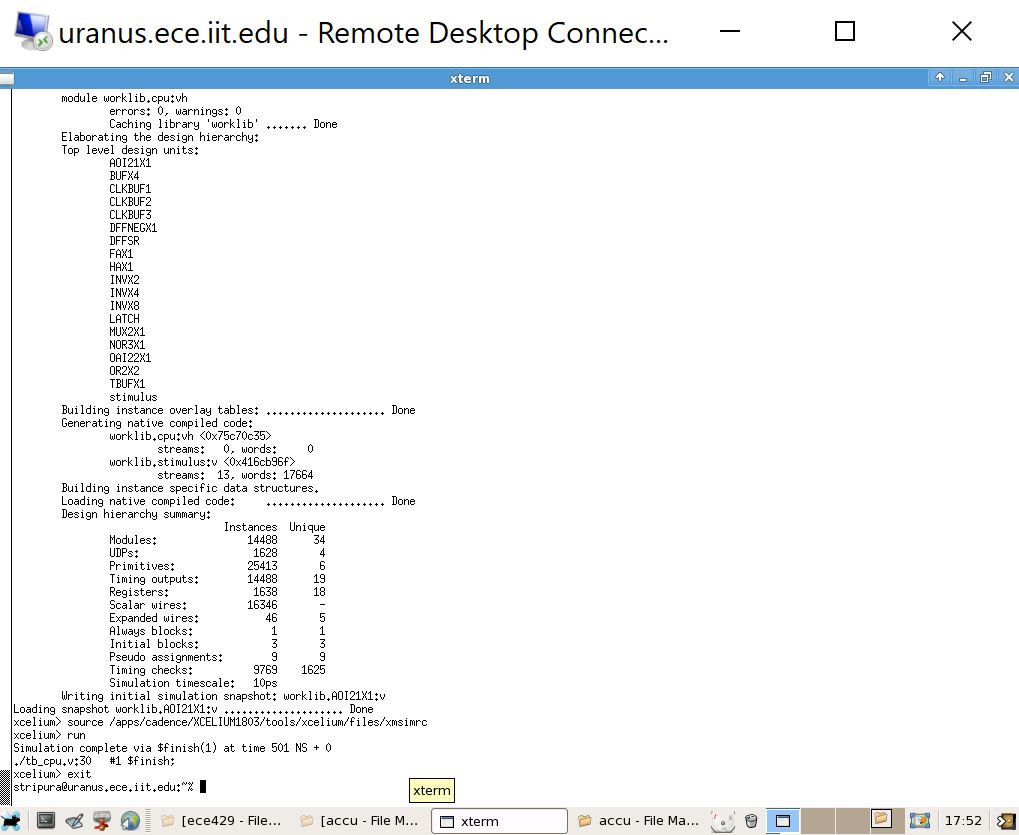 uranus.ece.iit.edu - Remote Desktop Connec...
xterm
module worklib.cpu:vh
errors: 0, warnings: 0
Caching library 'worklib' ....... Done
Elaborating the design hierarchy:
Top level design units:
AOI21X1
BUFX4
CLKBUF1
CLKBUF2
CLKBUF3
DFFNEGX1
DFFSR
FAX1
HAX1
INVX2
INVX4
INVX8
LATCH
MUX2X1
NOR3X1
OAI22X1
OR2X2
TBUFX1
stimulus
Building instance overlay tables: .................... Done
Generating native compiled code:
worklib.cpu:vh <0x75c70c35>
streams:   0, words:     0
worklib.stimulus:v <0x416cb96f>
streams:  13, words: 17664
Building instance specific data structures.
Loading native compiled code:     .................... Done
Design hierarchy summary:
Instances  Unique
Modules:               14488      34
UDPs:                   1628       4
Primitives:            25413       6
Timing outputs:        14488      19
Registers:              1638      18
Scalar wires:          16346       -
Expanded wires:           46       5
Always blocks:             1       1
Initial blocks:            3       3
Pseudo assignments:        9       9
Timing checks:          9769    1625
Simulation timescale:   10ps
Writing initial simulation snapshot: worklib.AOI21X1:v
Loading snapshot worklib.AOI21X1:v .................... Done
xcelium> source /apps/cadence/XCELIUM1803/tools/xcelium/files/xmsimrc
xcelium> run
Simulation complete via $finish(1) at time 501 NS + 0
./tb_cpu.v:30   #1 $finish;
xcelium> exit
stripura@uranus.ece.iit.edu:~%
xterm
[ece429 - File... [accu - File M... xterm accu - File Ma... 17:52